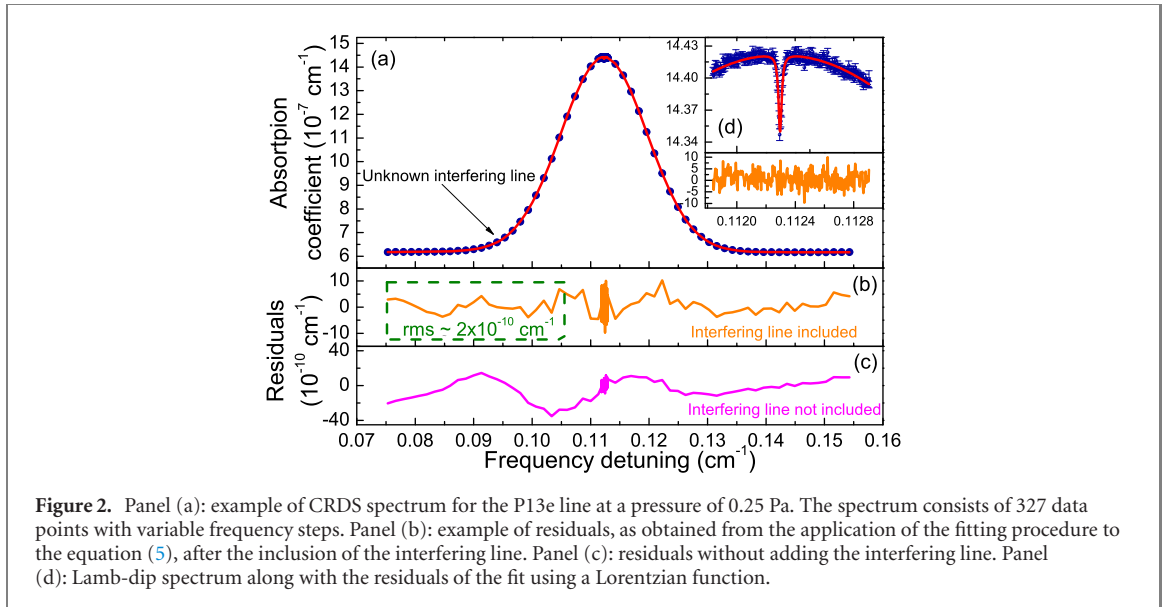 (a)
Absortpion
coefficient (10⁻⁷ cm⁻¹)
15
14
13
12
11
10
9
8
7
6
Unknown interfering line
14.43
14.40
14.37
14.34
(d)
10
5
0
-5
-10
0.1120
0.1124
0.1128
Residuals
(10⁻¹⁰ cm⁻¹)
10
0
-10
(b)
rms ~ 2x10⁻¹⁰ cm⁻¹
Interfering line included
40
0
-40
(c)
Interfering line not included
0.07 0.08 0.09 0.10 0.11 0.12 0.13 0.14 0.15 0.16
Frequency detuning (cm⁻¹)
Figure 2. Panel (a): example of CRDS spectrum for the P13e line at a pressure of 0.25 Pa. The spectrum consists of 327 data
points with variable frequency steps. Panel (b): example of residuals, as obtained from the application of the fitting procedure to
the equation (5), after the inclusion of the interfering line. Panel (c): residuals without adding the interfering line. Panel
(d): Lamb-dip spectrum along with the residuals of the fit using a Lorentzian function.